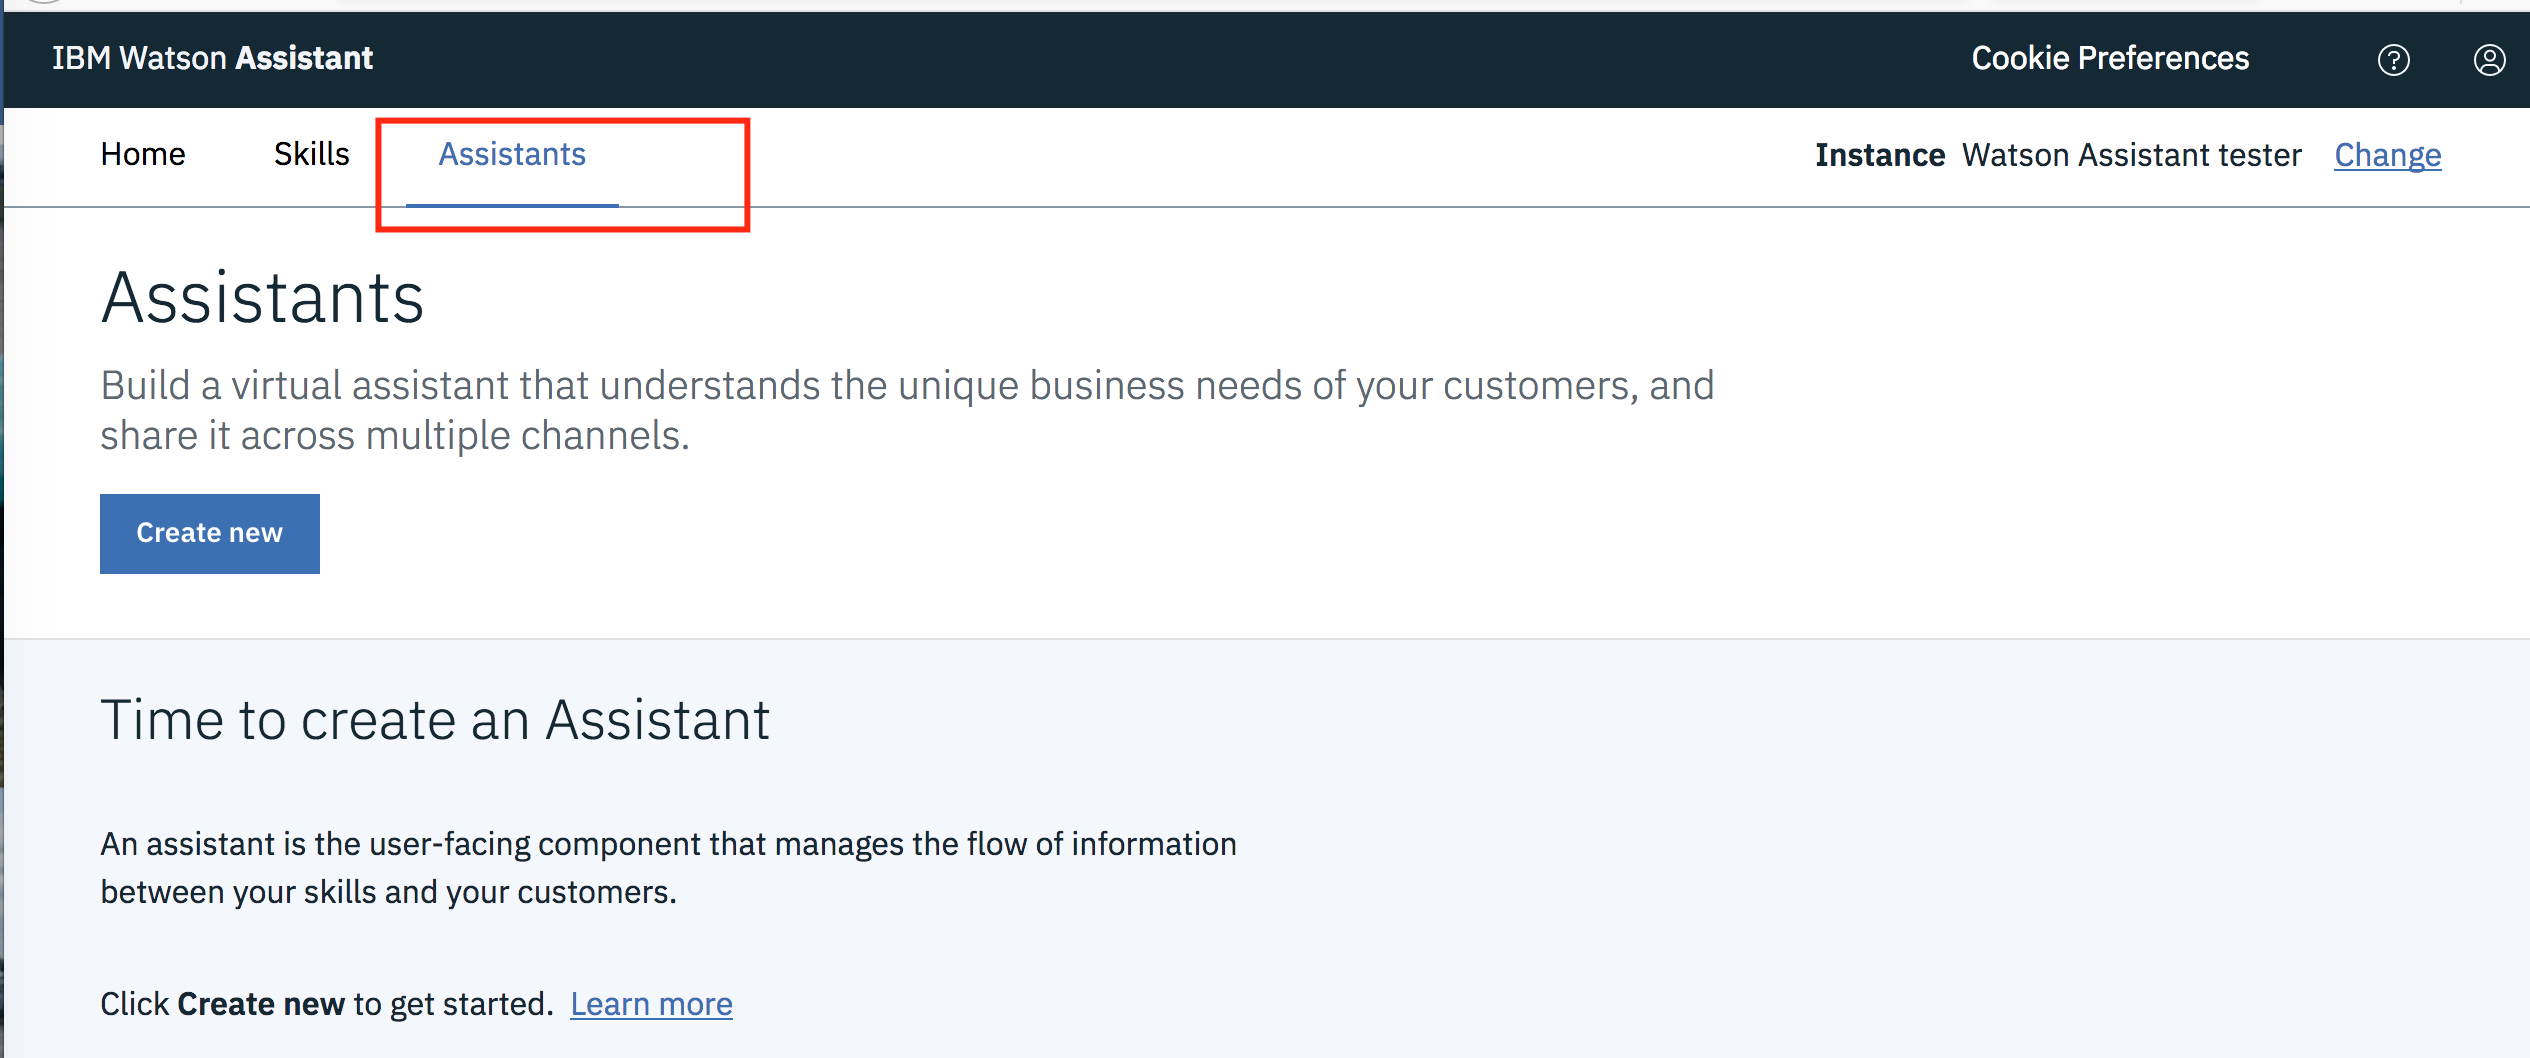 IBM Watson Assistant
Cookie Preferences
Home
Skills
Assistants
Instance Watson Assistant tester Change
Assistants
Build a virtual assistant that understands the unique business needs of your customers, and
share it across multiple channels.
Create new
Time to create an Assistant
An assistant is the user-facing component that manages the flow of information
between your skills and your customers.
Click Create new to get started. Learn more